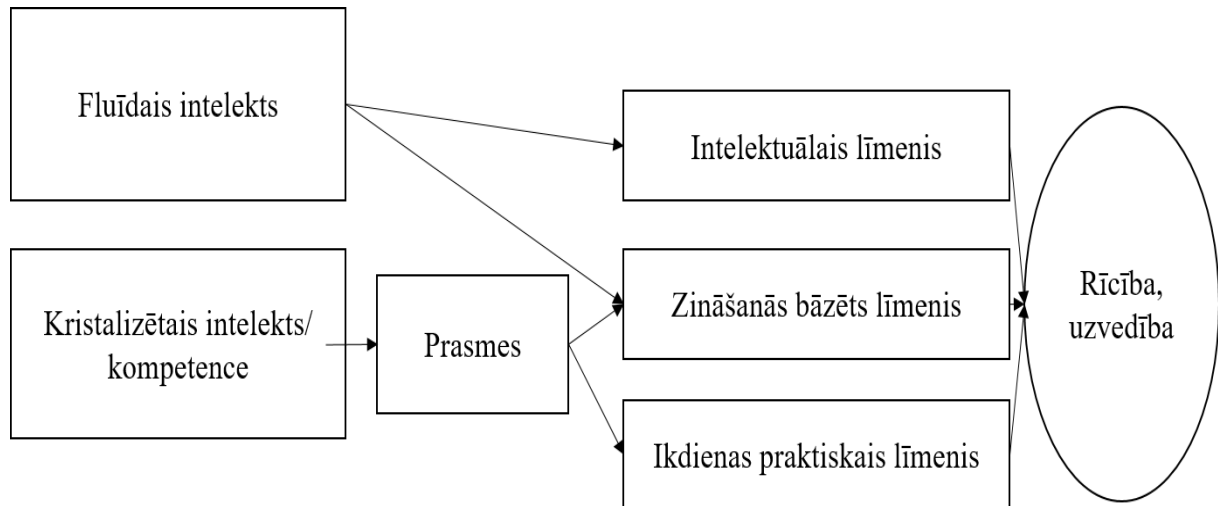 Fluīdais intelekts
Intelektuālais līmenis
Kristalizētais intelekts/
kompetence
Prasmes
Zināšanās bāzēts līmenis
Ikdienas praktiskais līmenis
Rīcība,
uzvedība